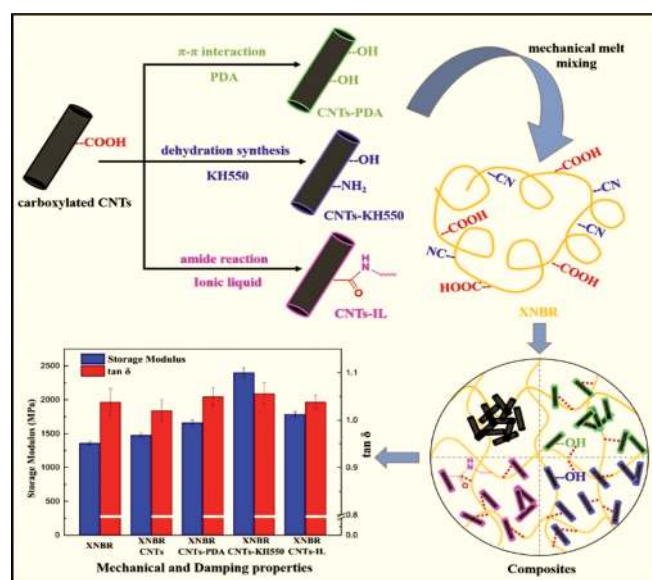 π-π interaction
PDA
-OH
-OH
CNTs-PDA
mechanical melt
mixing
--COOH
carboxylated CNTs
dehydration synthesis
KH550
-OH
--NH₂
CNTs-KH550
amide reaction
Ionic liquid
H
N
O
CNTs-IL
--COOH
--CN
--CN
COOH
NC--
--CN
HOOC--
--COOH
XNBR
Storage Modulus
tan δ
Storage Modulus (MPa)
2500
2000
1500
1000
500
0
1.1
1.0
0.9
0.8
0.0
tan δ
XNBR
XNBR
CNTs
XNBR
CNTs-PDA
XNBR
CNTs-KH550
XNBR
CNTs-IL
Mechanical and Damping properties
-OH
-OH
O
Composites